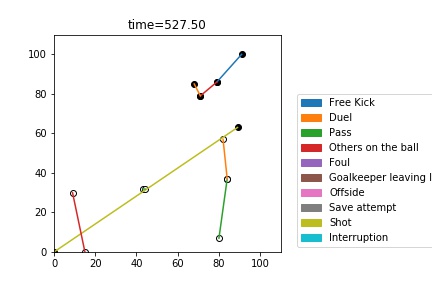 time=527.50
100
80
60
40
20
0
0 20 40 60 80 100
Free Kick
Duel
Pass
Others on the ball
Foul
Goalkeeper leaving l
Offside
Save attempt
Shot
Interruption